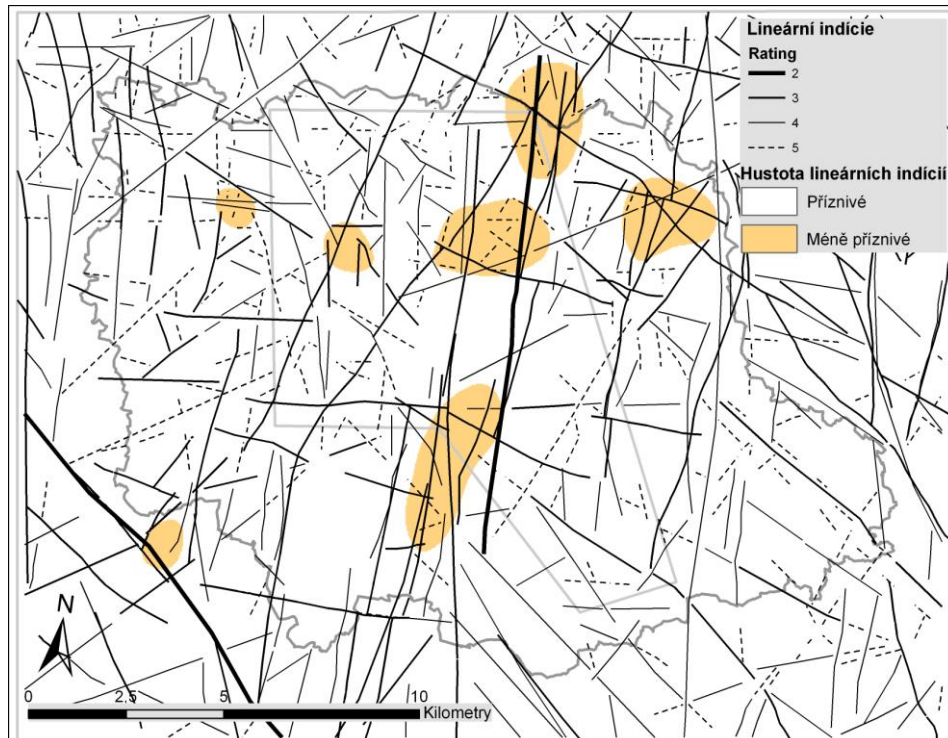 Lineární indície
Rating
2
3
4
5
Hustota lineárních indícií
Příznivé
Méně příznivé
N
0 2,5 5 10
Kilometry